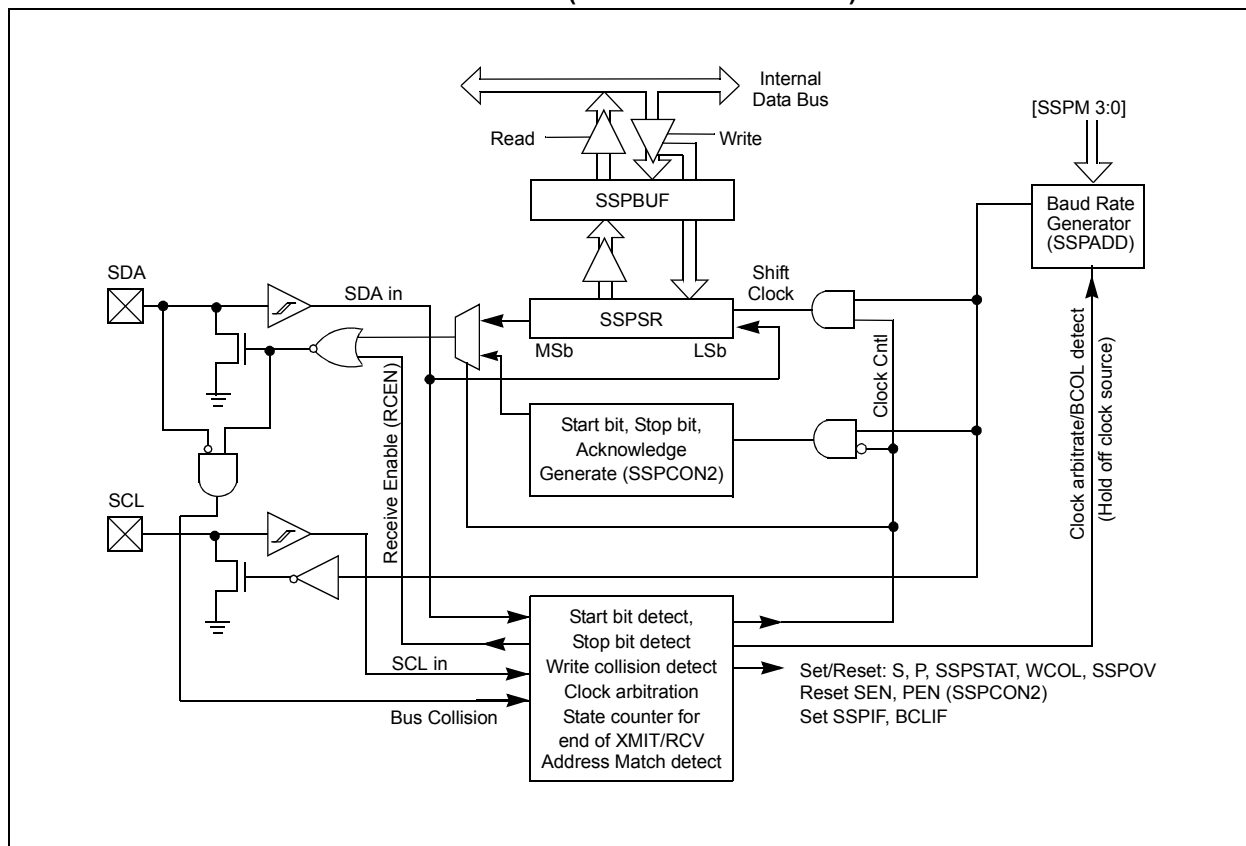 Internal
Data Bus
[SSPM 3:0]
Read
Write
SSPBUF
Baud Rate
Generator
(SSPADD)
SDA
SDA in
Shift
Clock
SSPSR
MSb
LSb
Receive Enable (RCEN)
Start bit, Stop bit,
Acknowledge
Generate (SSPCON2)
Clock Cntl
Clock arbitrate/BCOL detect
(Hold off clock source)
SCL
SCL in
Bus Collision
Start bit detect,
Stop bit detect
Write collision detect
Clock arbitration
State counter for
end of XMIT/RCV
Address Match detect
Set/Reset: S, P, SSPSTAT, WCOL, SSPOV
Reset SEN, PEN (SSPCON2)
Set SSPIF, BCLIF